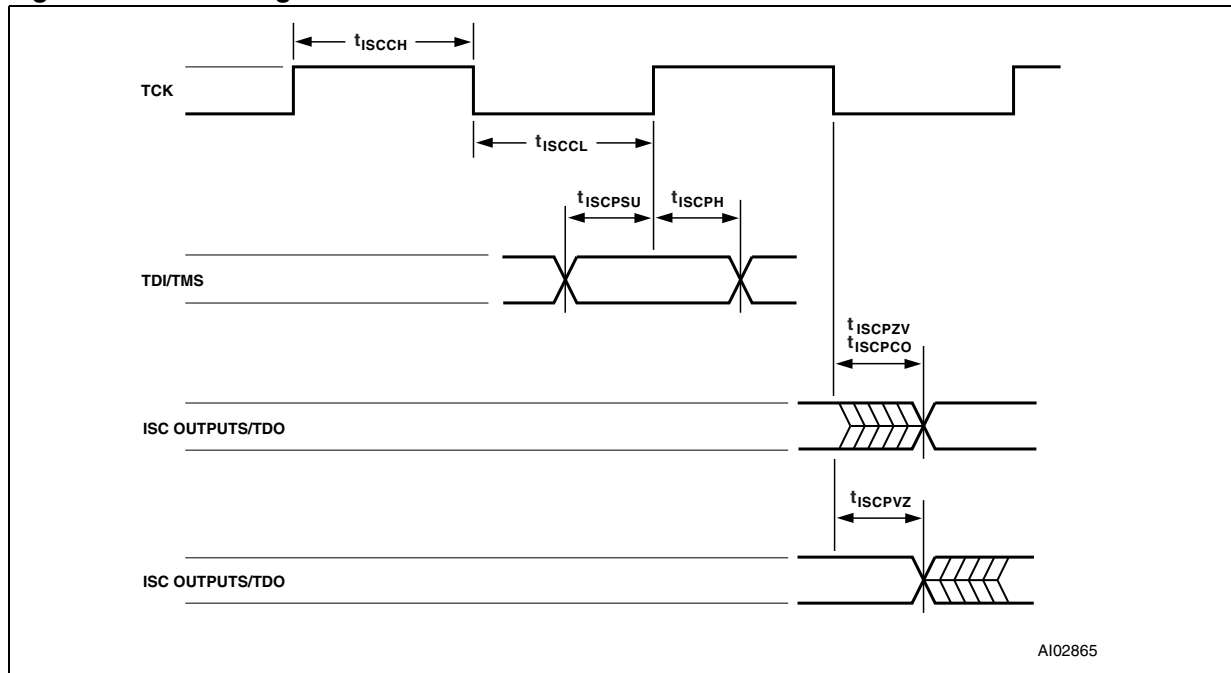 tISCCH
TCK
tISCCL
tISCPSU
tISCPH
TDI/TMS
tISCPZV
tISCPCO
ISC OUTPUTS/TDO
tISCPVZ
ISC OUTPUTS/TDO
AI02865